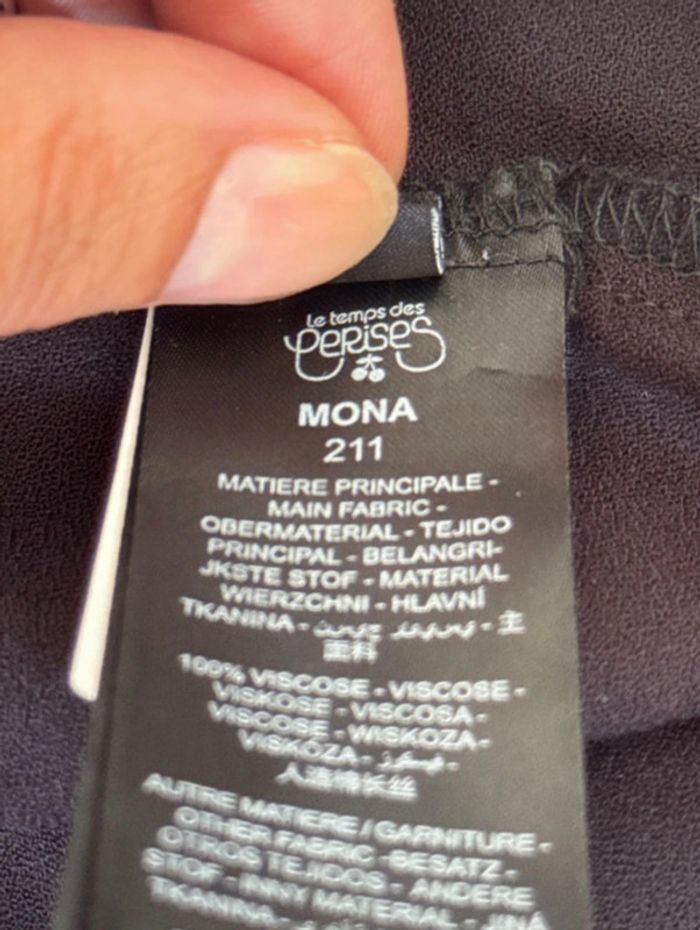 Le temps des
CERISES
MONA
211
MATIERE PRINCIPALE -
MAIN FABRIC -
OBERMATERIAL - TEJIDO
PRINCIPAL - BELANGRI-
JKSTE STOF - MATERIAL
WIERZCHNI - HLAVNÍ
TKANINA - - 主
面料
100% VISCOSE - VISCOSE -
VISKOSE - VISCOSA -
VISCOSE - WISKOZA -
VISKÓZA - -
人造棉长丝
AUTRE MATIERE / GARNITURE -
OTHER FABRIC - BESATZ -
OTROS TEJIDOS - ANDERE
STOF - INNY MATERIAL - JINÁ
TKANINA -